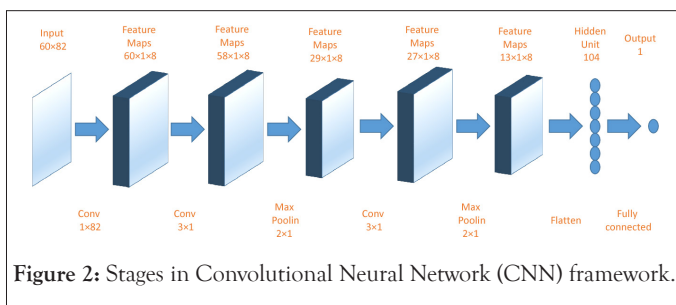 Input
60×82
Feature
Maps
60×1×8
Feature
Maps
58×1×8
Feature
Maps
29×1×8
Feature
Maps
27×1×8
Feature
Maps
13×1×8
Hidden
Unit
104
Output
1
Conv
1×82
Conv
3×1
Max
Poolin
2×1
Conv
3×1
Max
Poolin
2×1
Flatten
Fully
connected
Figure 2: Stages in Convolutional Neural Network (CNN) framework.